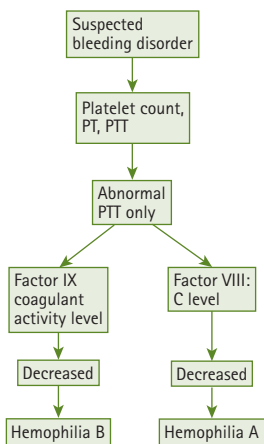 Suspected
bleeding disorder
Platelet count,
PT, PTT
Abnormal
PTT only
Factor IX
coagulant
activity level
Factor VIII:
C level
Decreased
Decreased
Hemophilia B
Hemophilia A